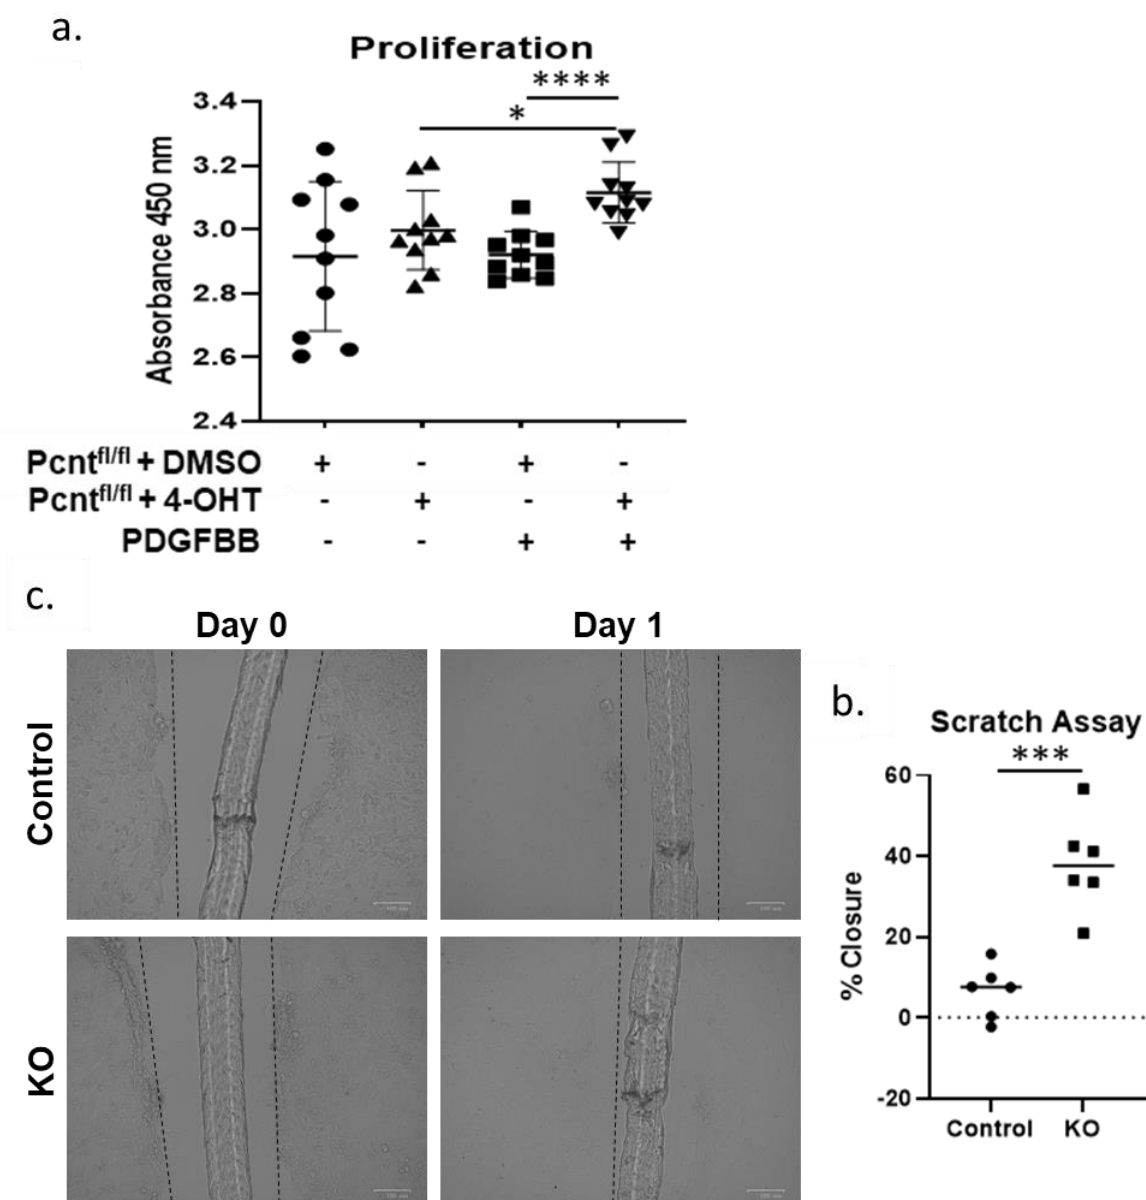 a.
Proliferation
****
*
3.4
3.2
3.0
2.8
2.6
2.4
Absorbance 450 nm
Pcntfl/fl + DMSO + - + -
Pcntfl/fl + 4-OHT - + - +
PDGFBB - - + +
c.
Day 0 Day 1
Control
KO
b.
Scratch Assay
***
60
40
20
0
-20
% Closure
Control KO